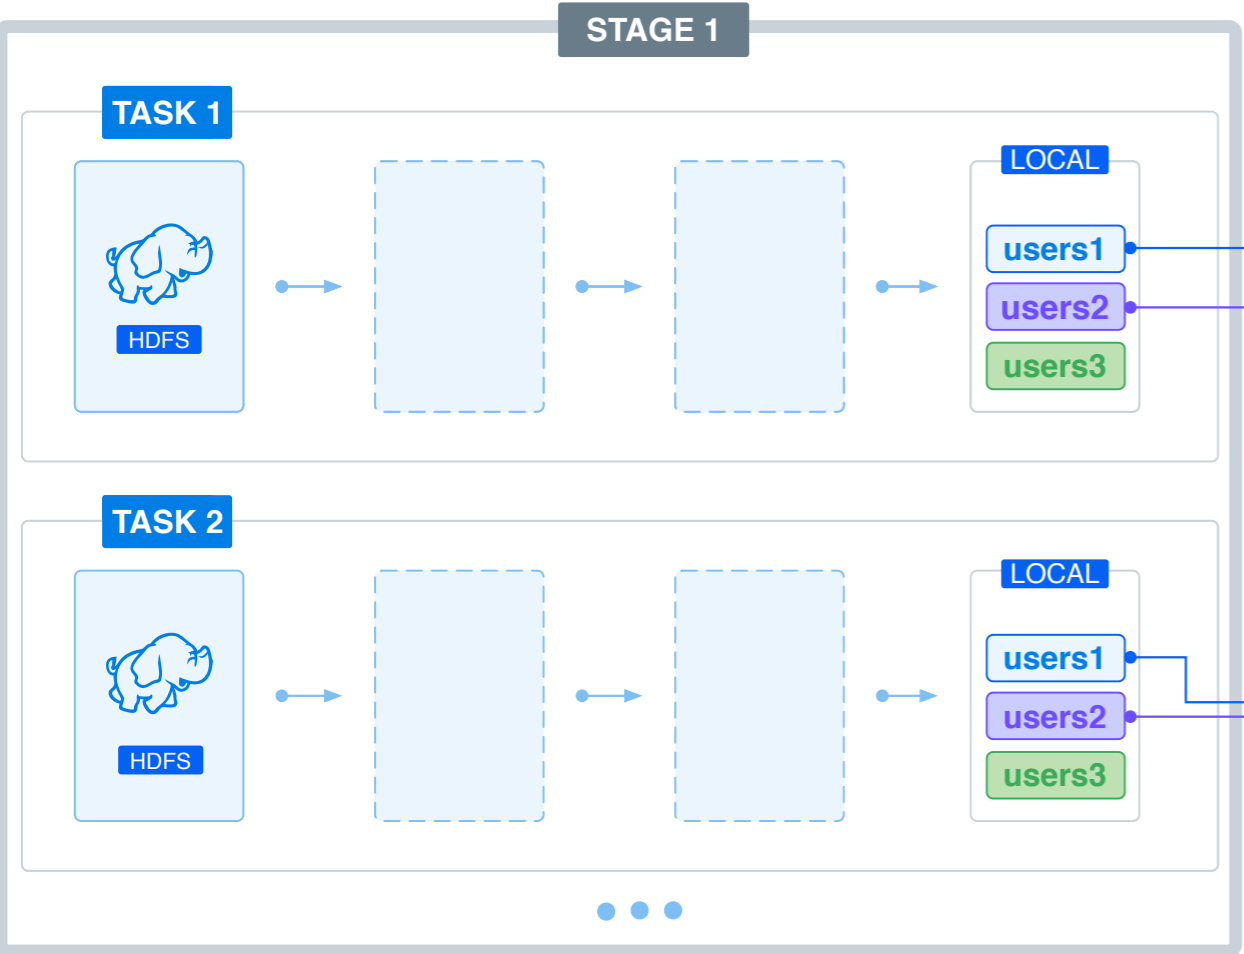 STAGE 1
TASK 1
HDFS
LOCAL
users1
users2
users3
TASK 2
HDFS
LOCAL
users1
users2
users3